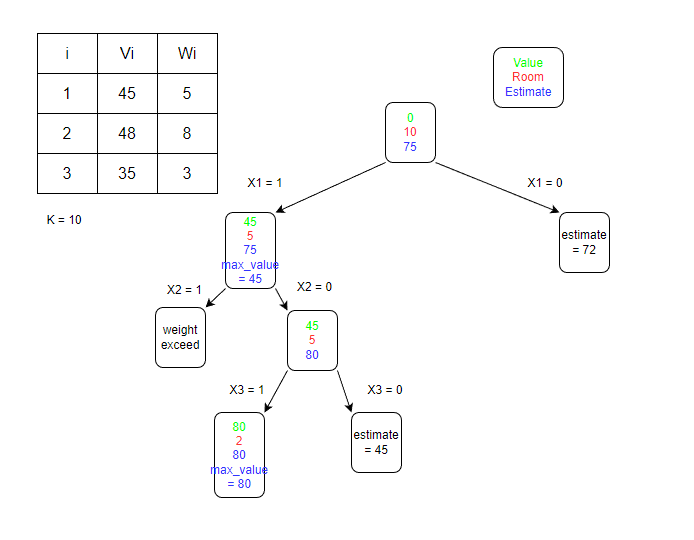 i Vi Wi
1 45 5
2 48 8
3 35 3
K = 10
Value
Room
Estimate
0
10
75
X1 = 1
X1 = 0
45
5
75
max_value
= 45
estimate
= 72
X2 = 1
X2 = 0
weight
exceed
45
5
80
X3 = 1
X3 = 0
80
2
80
max_value
= 80
estimate
= 45